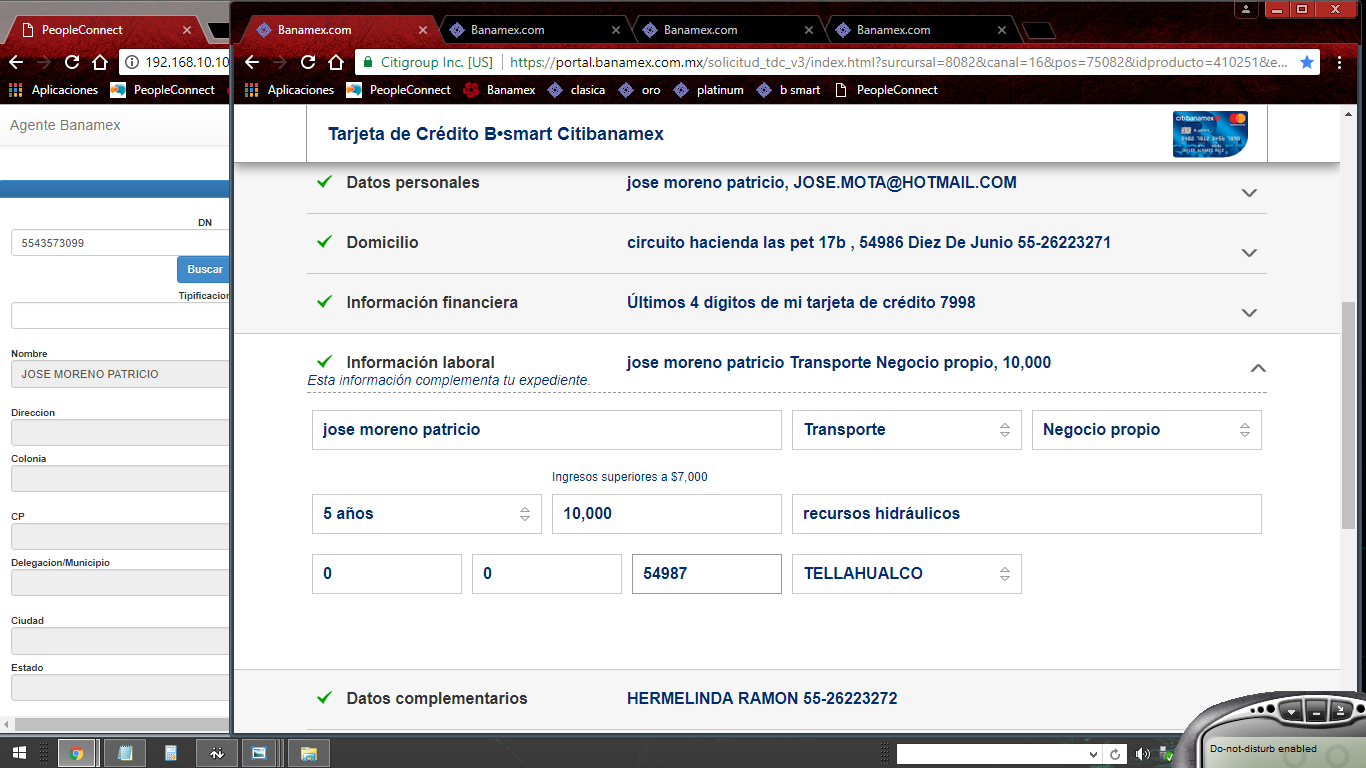 PeopleConnect
Banamex.com
Banamex.com
Banamex.com
Banamex.com
192.168.10.10
Citigroup Inc. [US]
https://portal.banamex.com.mx/solicitud_tdc_v3/index.html?surcursal=8082&canal=16&pos=75082&idproducto=410251&e...
Aplicaciones
PeopleConnect
Aplicaciones
PeopleConnect
Banamex
clasica
oro
platinum
b smart
PeopleConnect
Agente Banamex
DN
5543573099
Buscar
Tipificacion
Nombre
JOSE MORENO PATRICIO
Direccion
Colonia
CP
Delegacion/Municipio
Ciudad
Estado
Tarjeta de Crédito B•smart Citibanamex
citibanamex
Datos personales
jose moreno patricio, JOSE.MOTA@HOTMAIL.COM
Domicilio
circuito hacienda las pet 17b , 54986 Diez De Junio 55-26223271
Información financiera
Últimos 4 dígitos de mi tarjeta de crédito 7998
Información laboral
jose moreno patricio Transporte Negocio propio, 10,000
Esta información complementa tu expediente.
jose moreno patricio
Transporte
Negocio propio
Ingresos superiores a $7,000
5 años
10,000
recursos hidráulicos
0
0
54987
TELLAHUALCO
Datos complementarios
HERMELINDA RAMON 55-26223272
Do-not-disturb enabled